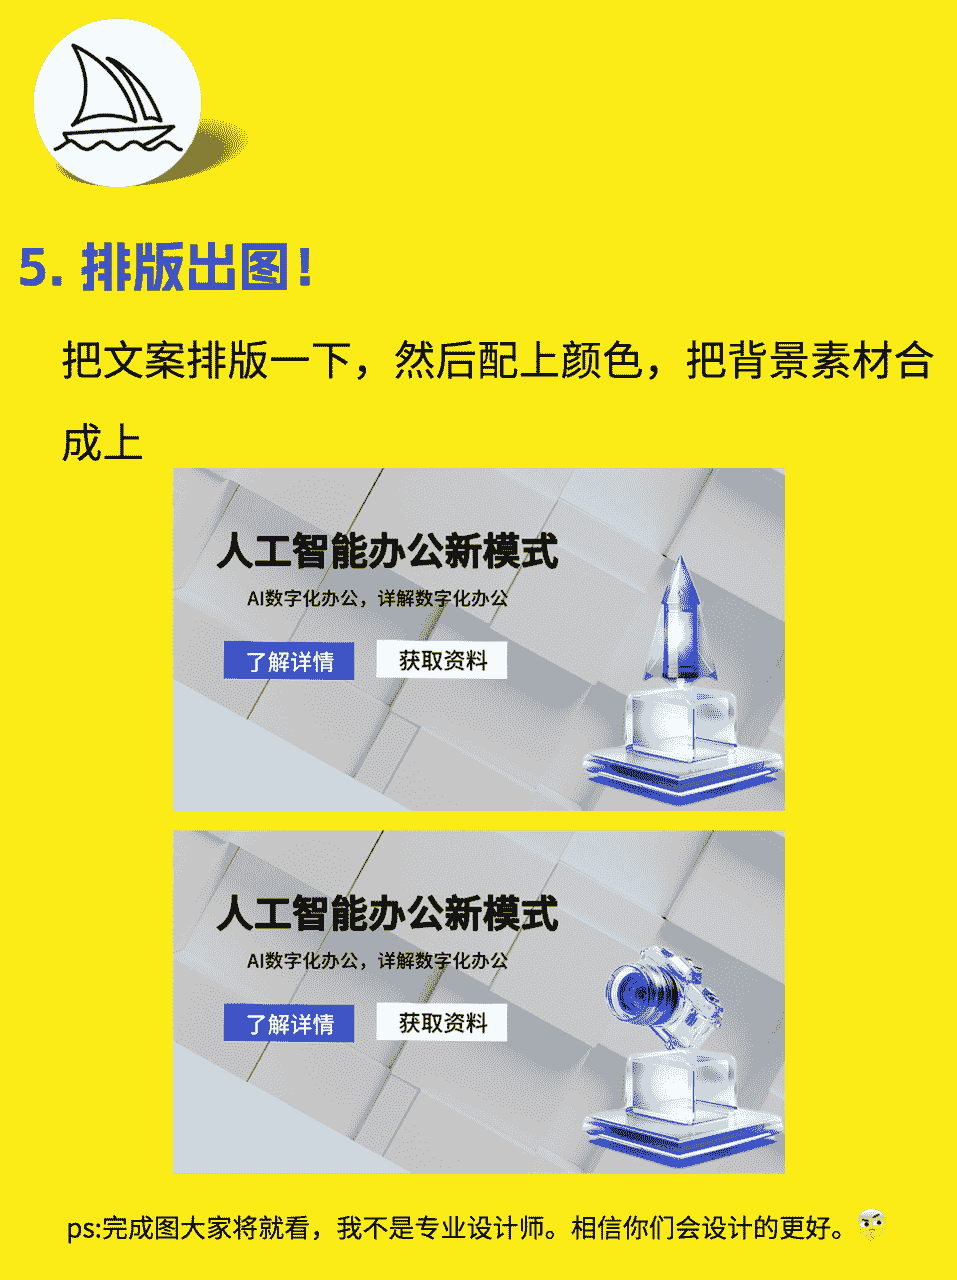 5. 排版出图！
把文案排版一下，然后配上颜色，把背景素材合
成上
人工智能办公新模式
AI数字化办公，详解数字化办公
了解详情 获取资料
人工智能办公新模式
AI数字化办公，详解数字化办公
了解详情 获取资料
ps:完成图大家将就看，我不是专业设计师。相信你们会设计的更好。